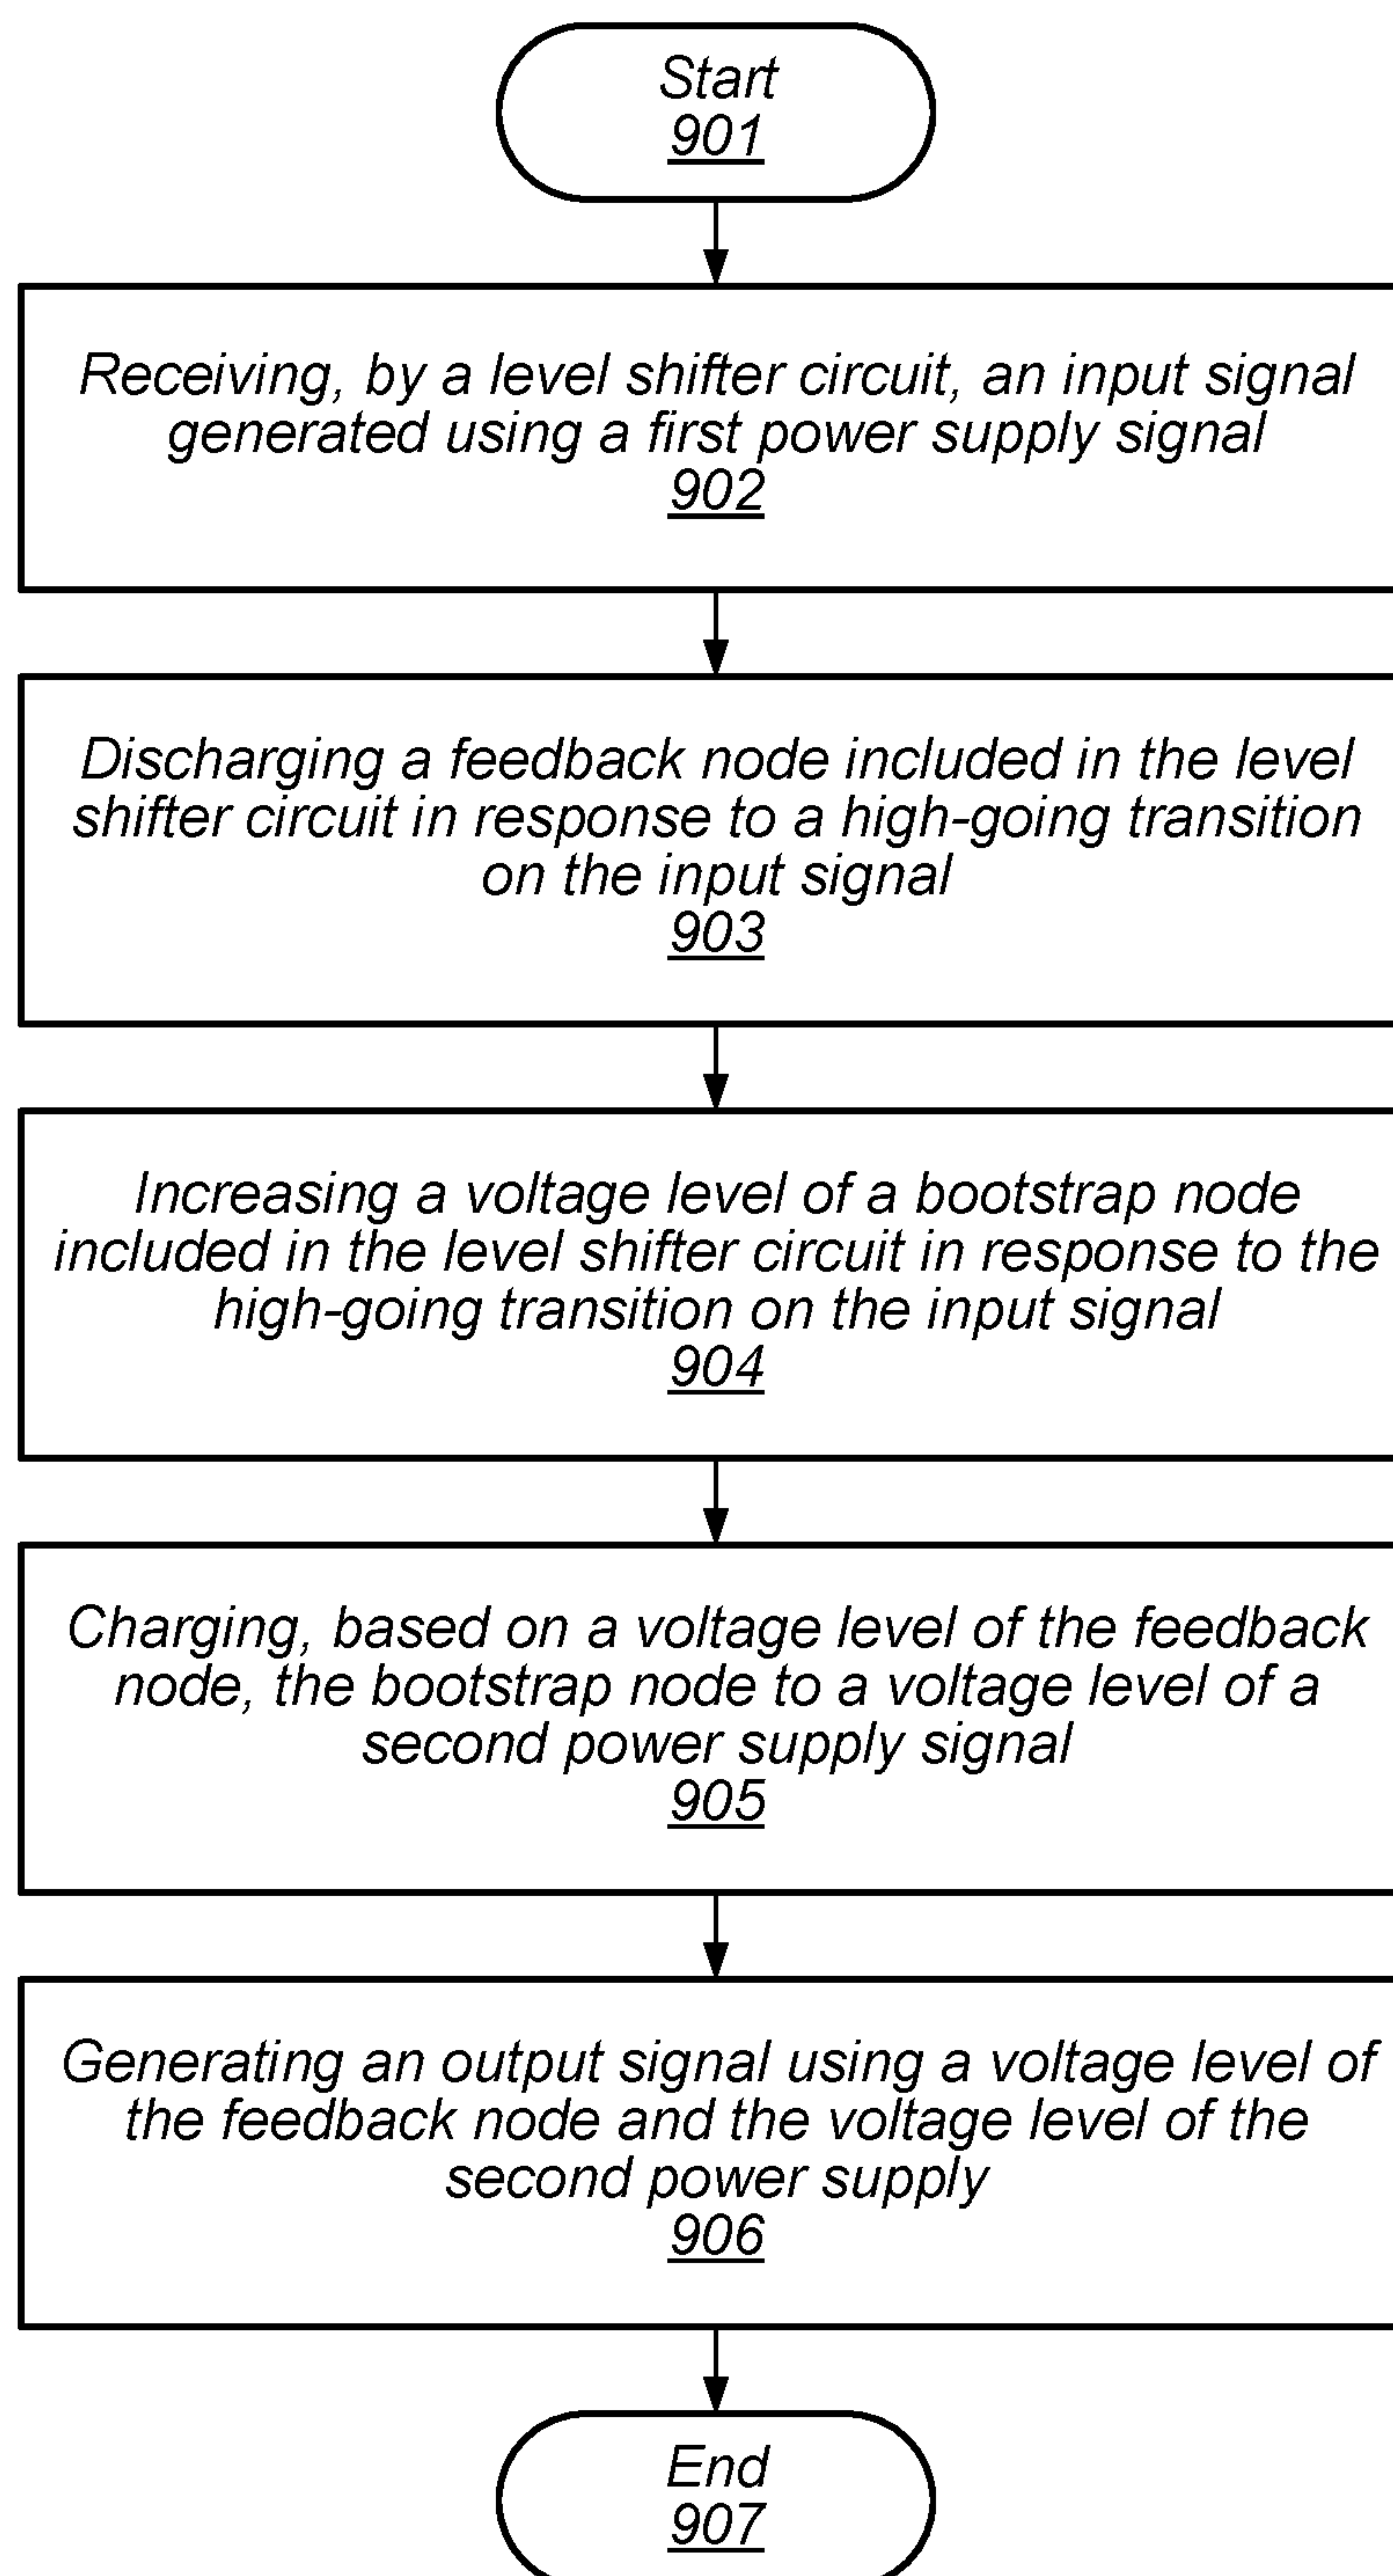 Start
901
Receiving, by a level shifter circuit, an input signal
generated using a first power supply signal
902
Discharging a feedback node included in the level
shifter circuit in response to a high-going transition
on the input signal
903
Increasing a voltage level of a bootstrap node
included in the level shifter circuit in response to the
high-going transition on the input signal
904
Charging, based on a voltage level of the feedback
node, the bootstrap node to a voltage level of a
second power supply signal
905
Generating an output signal using a voltage level of
the feedback node and the voltage level of the
second power supply
906
End
907